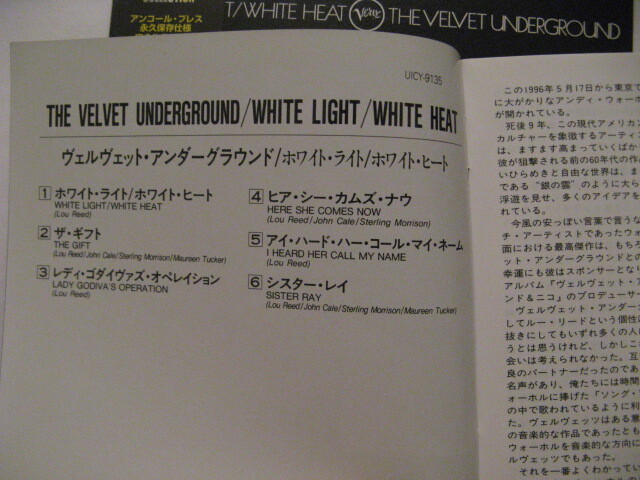 アンコール・プレス
永久保存仕様
T/WHITE HEAT Verve THE VELVET UNDERGROUND
UICY-9135
THE VELVET UNDERGROUND/WHITE LIGHT/WHITE HEAT
ヴェルヴェット・アンダーグラウンド/ホワイト・ライト/ホワイト・ヒート
1 ホワイト・ライト/ホワイト・ヒート
WHITE LIGHT/WHITE HEAT
(Lou Reed)
2 ザ・ギフト
THE GIFT
(Lou Reed/John Cale/Sterling Morrison/Maureen Tucker)
3 レディ・ゴダイヴァズ・オペレイション
LADY GODIVA'S OPERATION
(Lou Reed)
4 ヒア・シー・カムズ・ナウ
HERE SHE COMES NOW
(Lou Reed/John Cale/Sterling Morrison)
5 アイ・ハード・ハー・コール・マイ・ネーム
I HEARD HER CALL MY NAME
(Lou Reed)
6 シスター・レイ
SISTER RAY
(Lou Reed/John Cale/Sterling Morrison/Maureen Tucker)
この1996年5月17日から東京で
に大がかりなアンディ・ウォーホ
が開かれている。
死後9年、この現代アメリカン
カルチャーを象徴するアーティ
は、ますます高まっていくばか
彼が狙撃される前の60年代の作
いひらめきと自由な世界は、ま
である“銀の雲”のように大ら
浮遊を見せ、多くのアイデアを
れている。
今風の安っぽい言葉で言うな
チ・アーティストであったウォ
面における最高傑作は、もちろ
ット・アンダーグラウンドとの
幸運にも彼はスポンサーとな
アルバム『ヴェルヴェット・ア
ンド＆ニコ』のプロデューサー
ヴェルヴェット・アンダー
してルー・リードという個性
抜きにしてもいずれ多くの人
うとは思うけれど、しかしこ
会いは考えられなかった。互
良のパートナーだったのであ
名声があり、俺たちには時間
ォーホルに捧げた『ソング・
の中で歌われているように利
た。ヴェルヴェッツはある意
の音楽的な作品であったとも
ウォーホルを音楽的な方向に
ルヴェッツでもあった。
それを一番よくわかってい